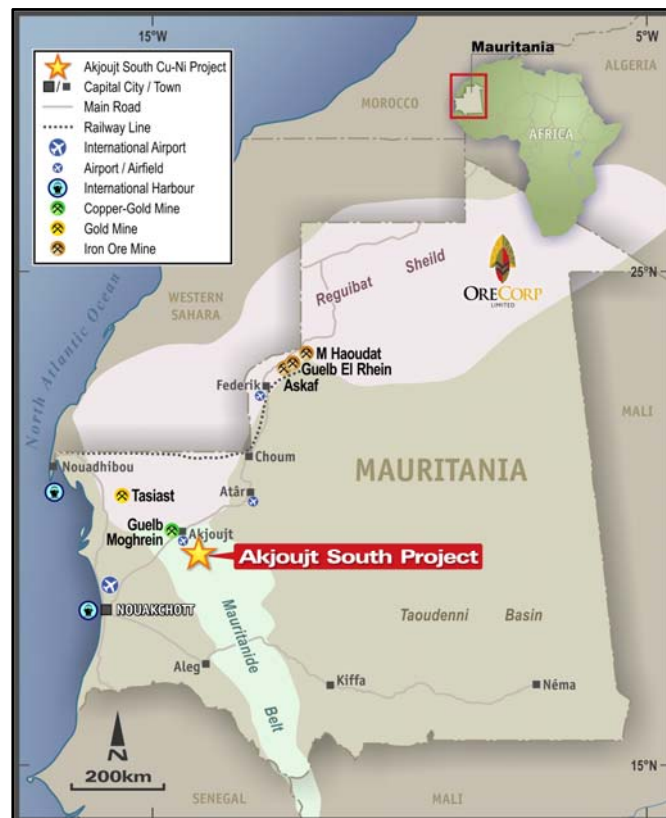 15°W
5°W
Akjoujt South Cu-Ni Project
Capital City / Town
Main Road
Railway Line
International Airport
Airport / Airfield
International Harbour
Copper-Gold Mine
Gold Mine
Iron Ore Mine
Mauritania
ALGERIA
MOROCCO
AFRICA
25°N
Reguibat Sheild
ORECORP
LIMITED
WESTERN
SAHARA
North Atlantic Ocean
M Haoudat
Guelb El Rhein
Askaf
Federik
MALI
Choum
Nouadhibou
MAURITANIA
Atâr
Tasiast
Guelb
Moghrein
Akjoujt
Akjoujt South Project
NOUAKCHOTT
Mauritanide
Belt
Taoudenni Basin
Aleg
Kiffa
Néma
N
200km
15°N
SENEGAL
MALI